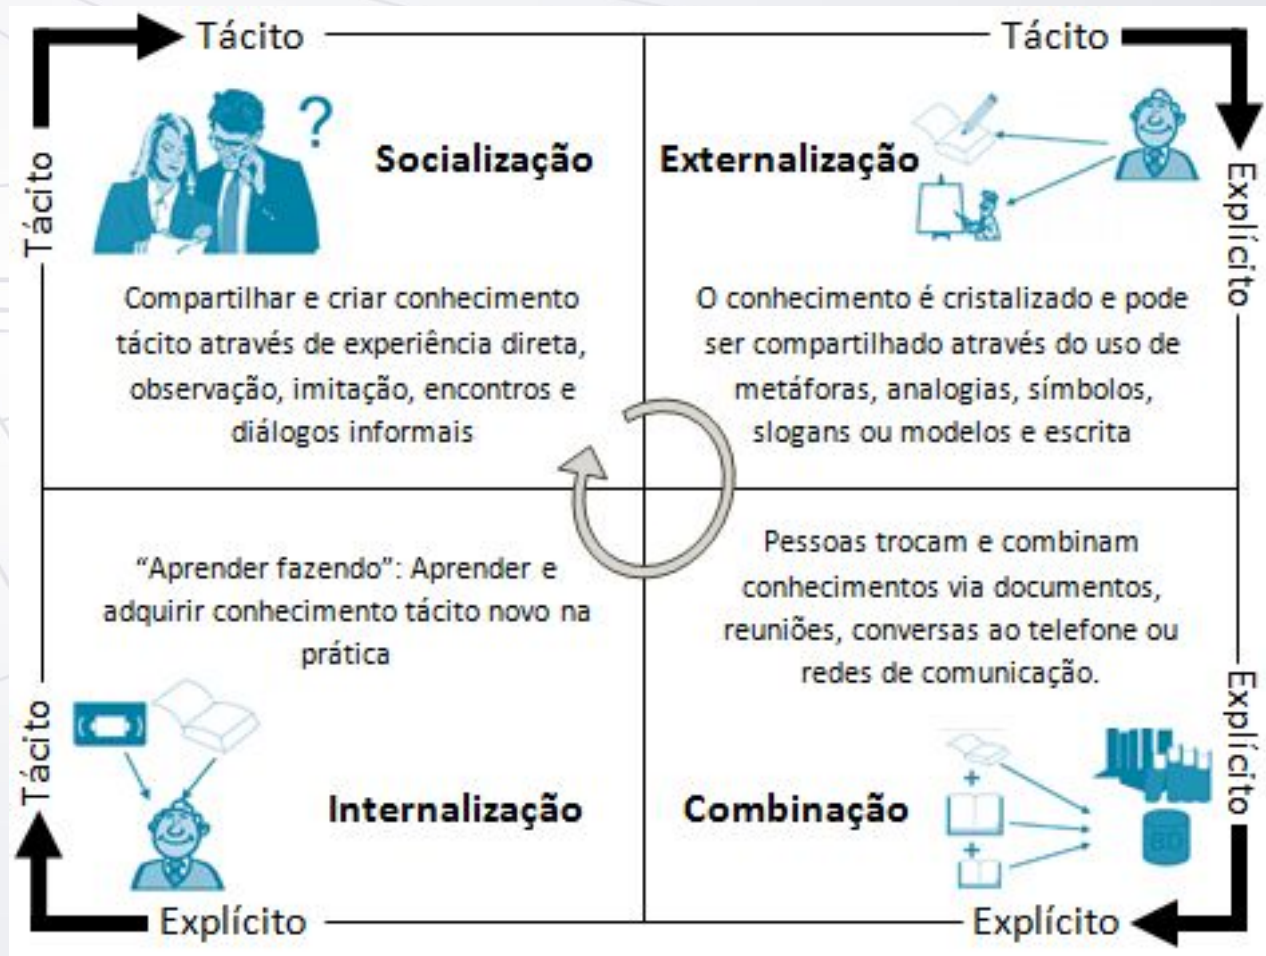 Tácito
Tácito
Tácito
?
Socialização
Compartilhar e criar conhecimento
tácito através de experiência direta,
observação, imitação, encontros e
diálogos informais
Externalização
Explícito
O conhecimento é cristalizado e pode
ser compartilhado através do uso de
metáforas, analogias, símbolos,
slogans ou modelos e escrita
“Aprender fazendo”: Aprender e
adquirir conhecimento tácito novo na
prática
Tácito
Internalização
Explícito
Pessoas trocam e combinam
conhecimentos via documentos,
reuniões, conversas ao telefone ou
redes de comunicação.
Explícito
Combinação
+
+
BD
Explícito